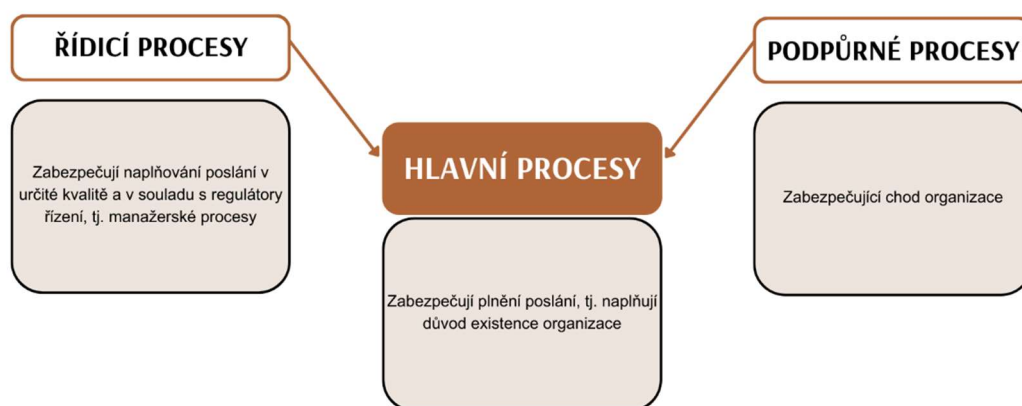 ŘÍDICÍ PROCESY
Zabezpečují naplňování poslání v
určité kvalitě a v souladu s regulátory
řízení, tj. manažerské procesy
HLAVNÍ PROCESY
Zabezpečují plnění poslání, tj. naplňují
důvod existence organizace
PODPŮRNÉ PROCESY
Zabezpečující chod organizace